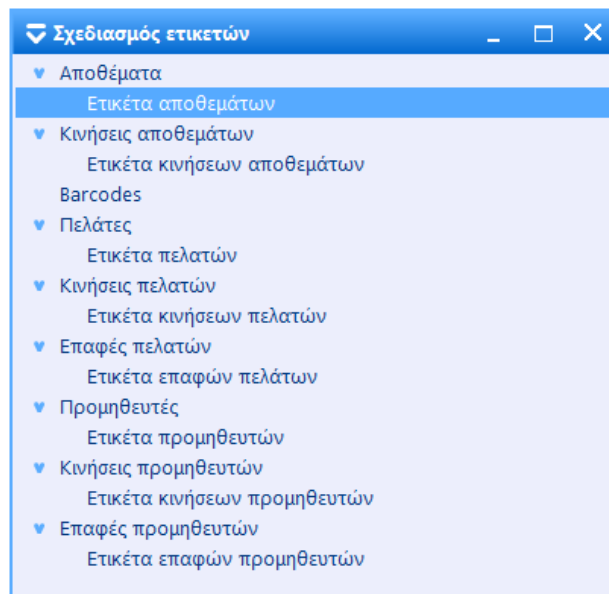 Σχεδιασμός ετικετών
Αποθέματα
Ετικέτα αποθεμάτων
Κινήσεις αποθεμάτων
Ετικέτα κινήσεων αποθεμάτων
Barcodes
Πελάτες
Ετικέτα πελατών
Κινήσεις πελατών
Ετικέτα κινήσεων πελατών
Επαφές πελατών
Ετικέτα επαφών πελάτων
Προμηθευτές
Ετικέτα προμηθευτών
Κινήσεις προμηθευτών
Ετικέτα κινήσεων προμηθευτών
Επαφές προμηθευτών
Ετικέτα επαφών προμηθευτών